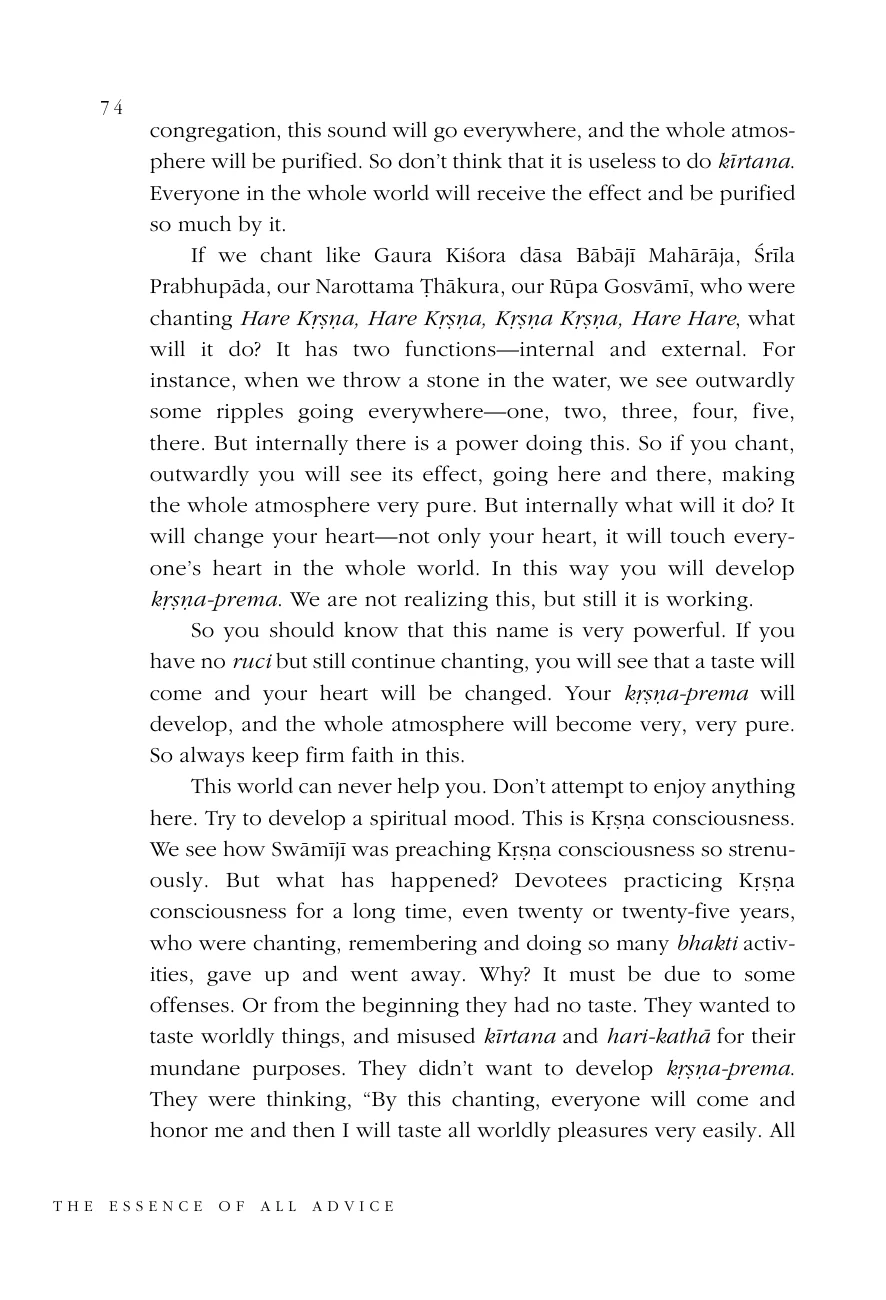 74
congregation, this sound will go everywhere, and the whole atmos-
phere will be purified. So don’t think that it is useless to do kīrtana.
Everyone in the whole world will receive the effect and be purified
so much by it.
If we chant like Gaura Kiśora dāsa Bābājī Mahārāja, Śrīla
Prabhupāda, our Narottama Ṭhākura, our Rūpa Gosvāmī, who were
chanting Hare Kṛṣṇa, Hare Kṛṣṇa, Kṛṣṇa Kṛṣṇa, Hare Hare, what
will it do? It has two functions—internal and external. For
instance, when we throw a stone in the water, we see outwardly
some ripples going everywhere—one, two, three, four, five,
there. But internally there is a power doing this. So if you chant,
outwardly you will see its effect, going here and there, making
the whole atmosphere very pure. But internally what will it do? It
will change your heart—not only your heart, it will touch every-
one’s heart in the whole world. In this way you will develop
kṛṣṇa-prema. We are not realizing this, but still it is working.
So you should know that this name is very powerful. If you
have no ruci but still continue chanting, you will see that a taste will
come and your heart will be changed. Your kṛṣṇa-prema will
develop, and the whole atmosphere will become very, very pure.
So always keep firm faith in this.
This world can never help you. Don’t attempt to enjoy anything
here. Try to develop a spiritual mood. This is Kṛṣṇa consciousness.
We see how Swāmījī was preaching Kṛṣṇa consciousness so strenu-
ously. But what has happened? Devotees practicing Kṛṣṇa
consciousness for a long time, even twenty or twenty-five years,
who were chanting, remembering and doing so many bhakti activ-
ities, gave up and went away. Why? It must be due to some
offenses. Or from the beginning they had no taste. They wanted to
taste worldly things, and misused kīrtana and hari-kathā for their
mundane purposes. They didn’t want to develop kṛṣṇa-prema.
They were thinking, “By this chanting, everyone will come and
honor me and then I will taste all worldly pleasures very easily. All
THE ESSENCE OF ALL ADVICE